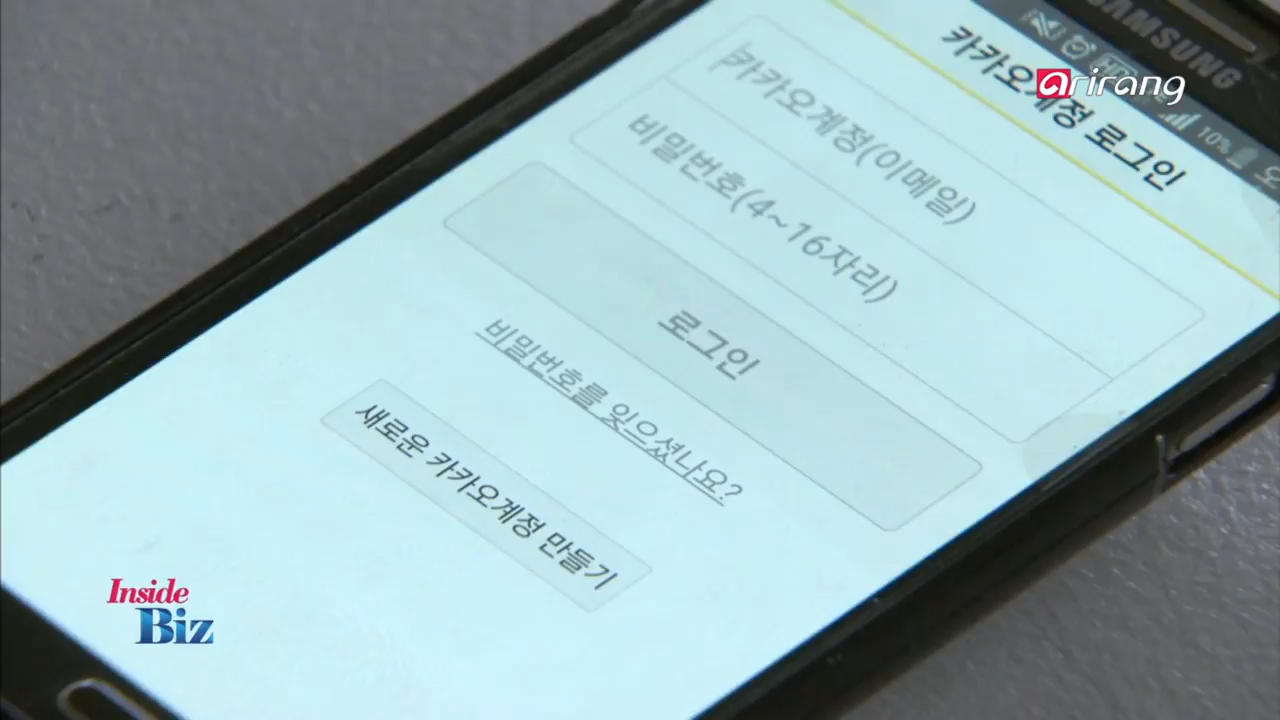 SAMSUNG
arirang
10%
카카오계정 로그인
카카오계정(이메일)
비밀번호(4~16자리)
로그인
비밀번호를 잊으셨나요?
새로운 카카오계정 만들기
Inside
Biz